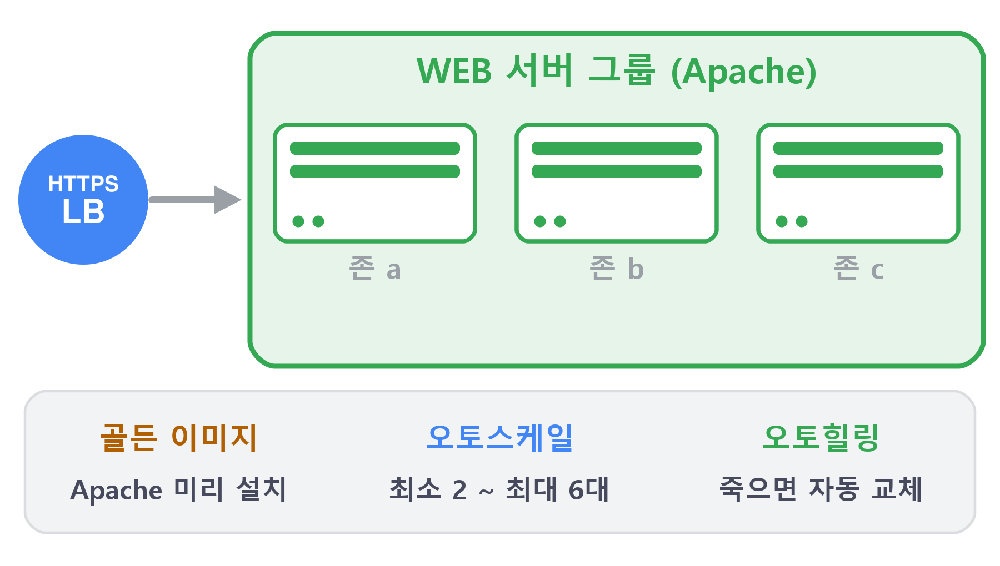 WEB 서버 그룹 (Apache)
HTTPS
LB
존 a
존 b
존 c
골든 이미지
Apache 미리 설치
오토스케일
최소 2 ~ 최대 6대
오토힐링
죽으면 자동 교체